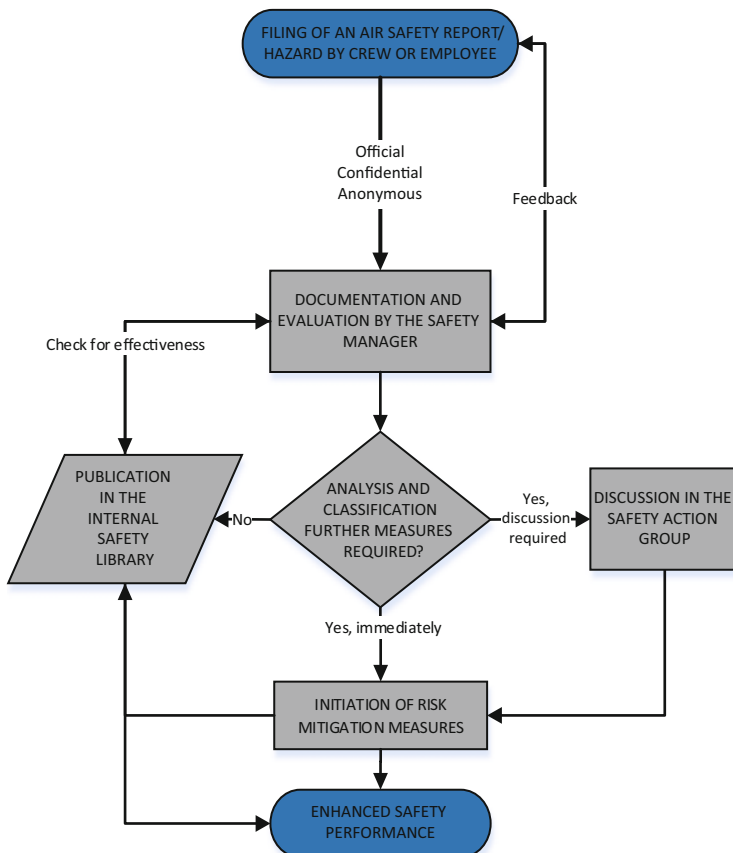 FILING OF AN AIR SAFETY REPORT/
HAZARD BY CREW OR EMPLOYEE
Official
Confidential
Anonymous
Feedback
DOCUMENTATION AND
EVALUATION BY THE SAFETY
MANAGER
Check for effectiveness
PUBLICATION
IN THE
INTERNAL
SAFETY
LIBRARY
No
ANALYSIS AND
CLASSIFICATION
FURTHER MEASURES
REQUIRED?
Yes,
discussion
required
DISCUSSION IN THE
SAFETY ACTION
GROUP
Yes, immediately
INITIATION OF RISK
MITIGATION MEASURES
ENHANCED SAFETY
PERFORMANCE